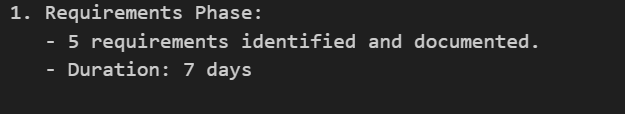 1. Requirements Phase:
- 5 requirements identified and documented.
- Duration: 7 days